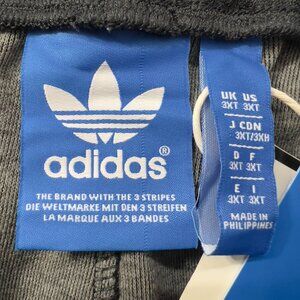 adidas®
THE BRAND WITH THE 3 STRIPES
DIE WELTMARKE MIT DEN 3 STREIFEN
LA MARQUE AUX 3 BANDES
UK US
3XT 3XT
J CDN
3XT/3XH
D F
3XT 3XT
E I
3XT 3XT
MADE IN
PHILIPPINES